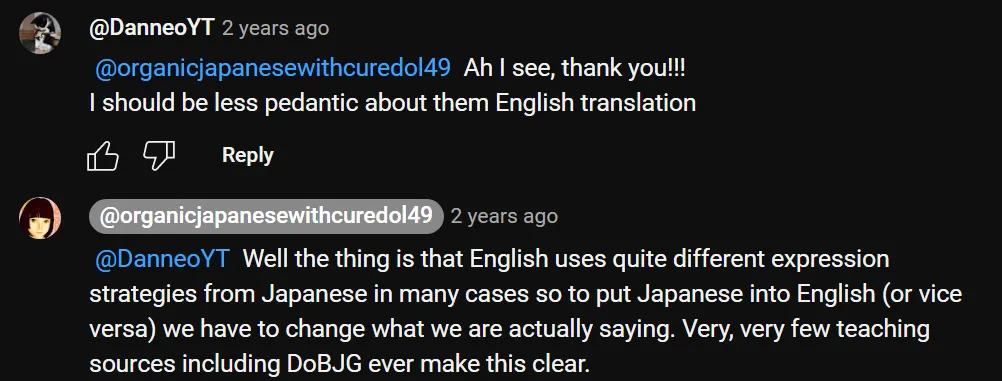 @DanneoYT 2 years ago
@organicjapanesewithcuredol49 Ah I see, thank you!!!
I should be less pedantic about them English translation
Reply
@organicjapanesewithcuredol49 2 years ago
@DanneoYT Well the thing is that English uses quite different expression
strategies from Japanese in many cases so to put Japanese into English (or vice
versa) we have to change what we are actually saying. Very, very few teaching
sources including DoBJG ever make this clear.